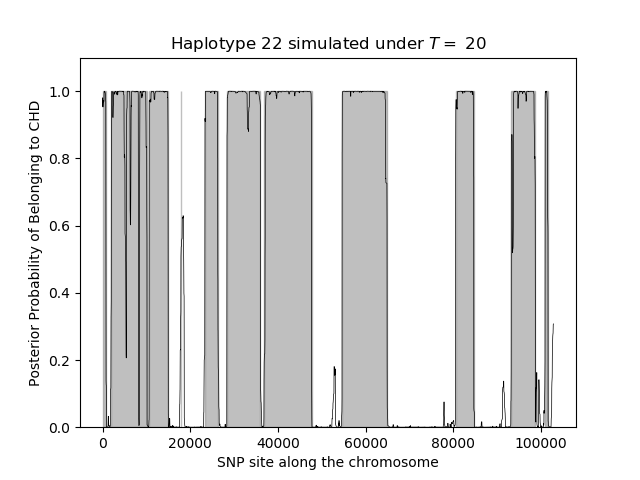 Haplotype 22 simulated under T = 20
Posterior Probability of Belonging to CHD
1.0
0.8
0.6
0.4
0.2
0.0
0 20000 40000 60000 80000 100000
SNP site along the chromosome